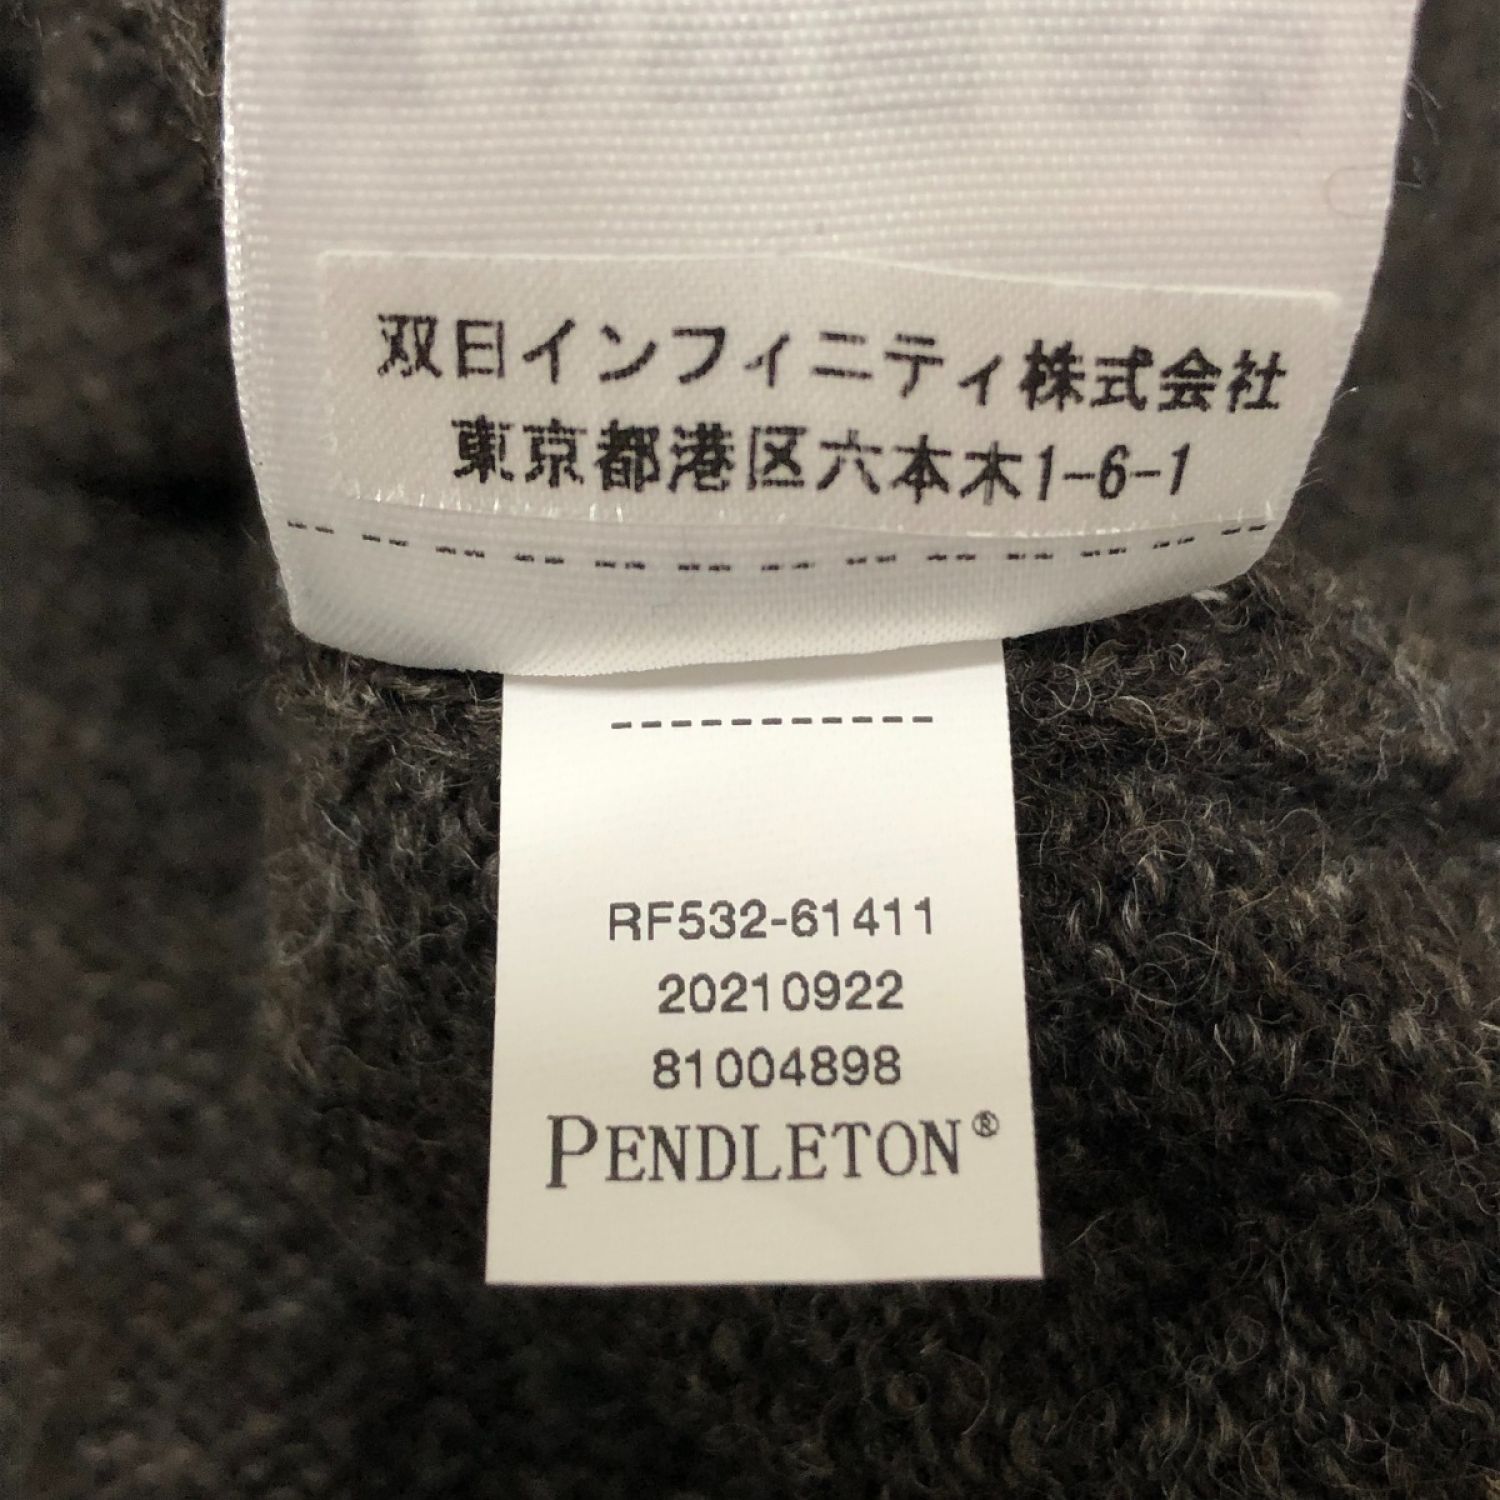 双日インフィニティ株式会社
東京都港区六本木1-6-1
RF532-61411
20210922
81004898
PENDLETON®